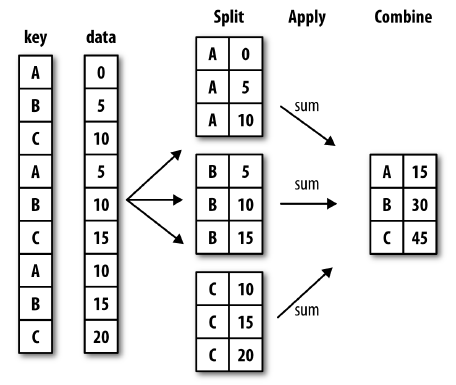 Split Apply Combine
key data
A 0
B 5
C 10
A 5
B 10
C 15
A 10
B 15
C 20
A 0
A 5
A 10
sum
B 5
B 10
B 15
sum
C 10
C 15
C 20
sum
A 15
B 30
C 45